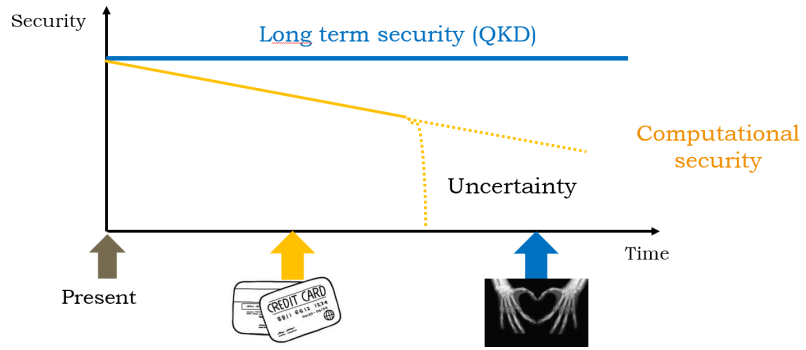 Security
Long term security (QKD)
Computational
security
Uncertainty
Time
Present
CREDIT CARD